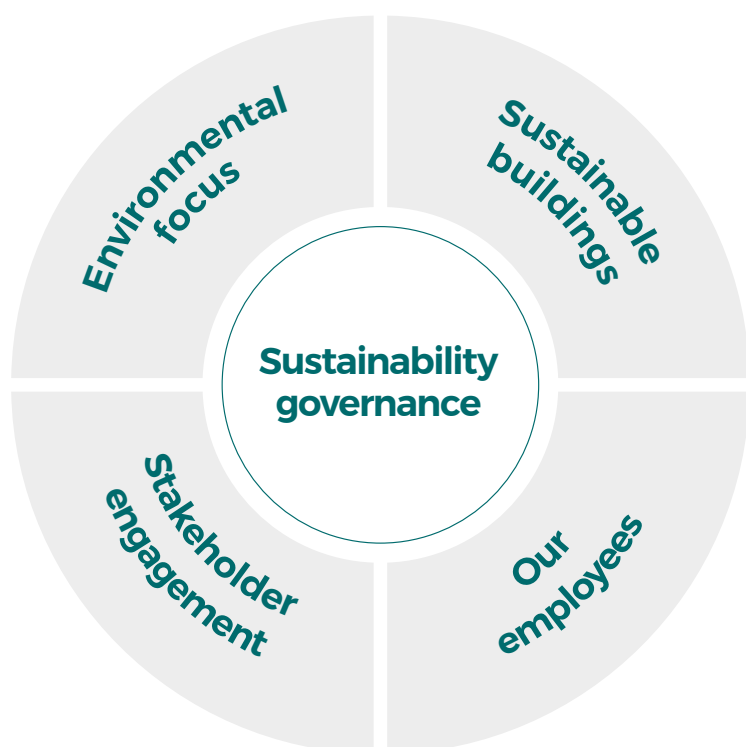 Environmental
focus
Sustainable
buildings
Sustainability
governance
Stakeholder
engagement
Our
employees